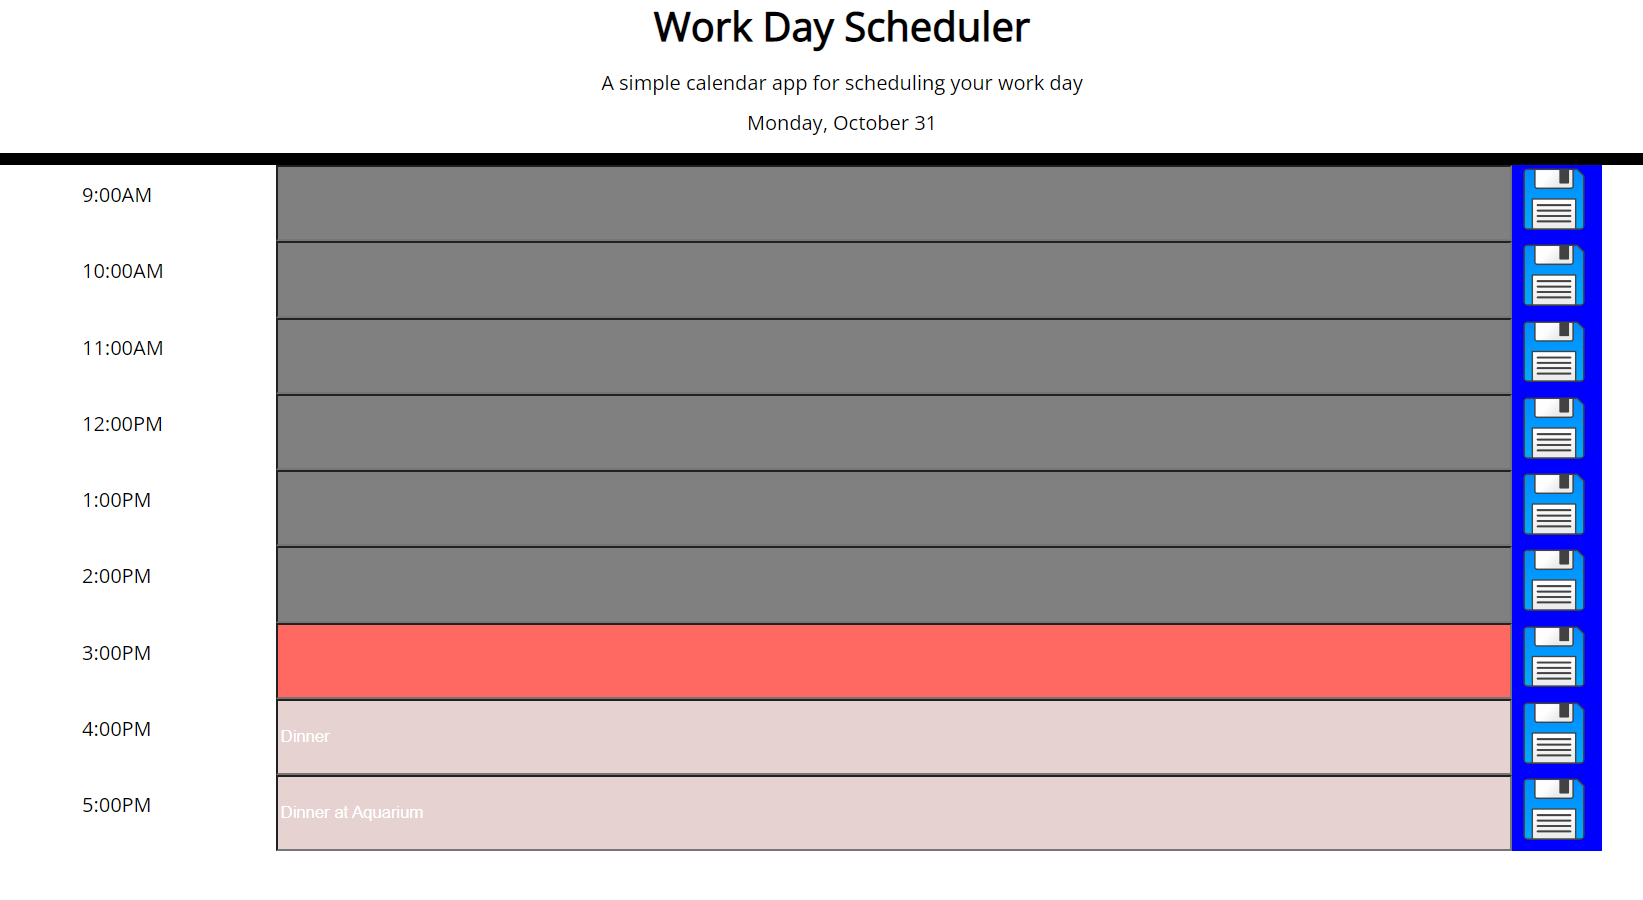 Work Day Scheduler
A simple calendar app for scheduling your work day
Monday, October 31
9:00AM
10:00AM
11:00AM
12:00PM
1:00PM
2:00PM
3:00PM
4:00PM
Dinner
5:00PM
Dinner at Aquarium